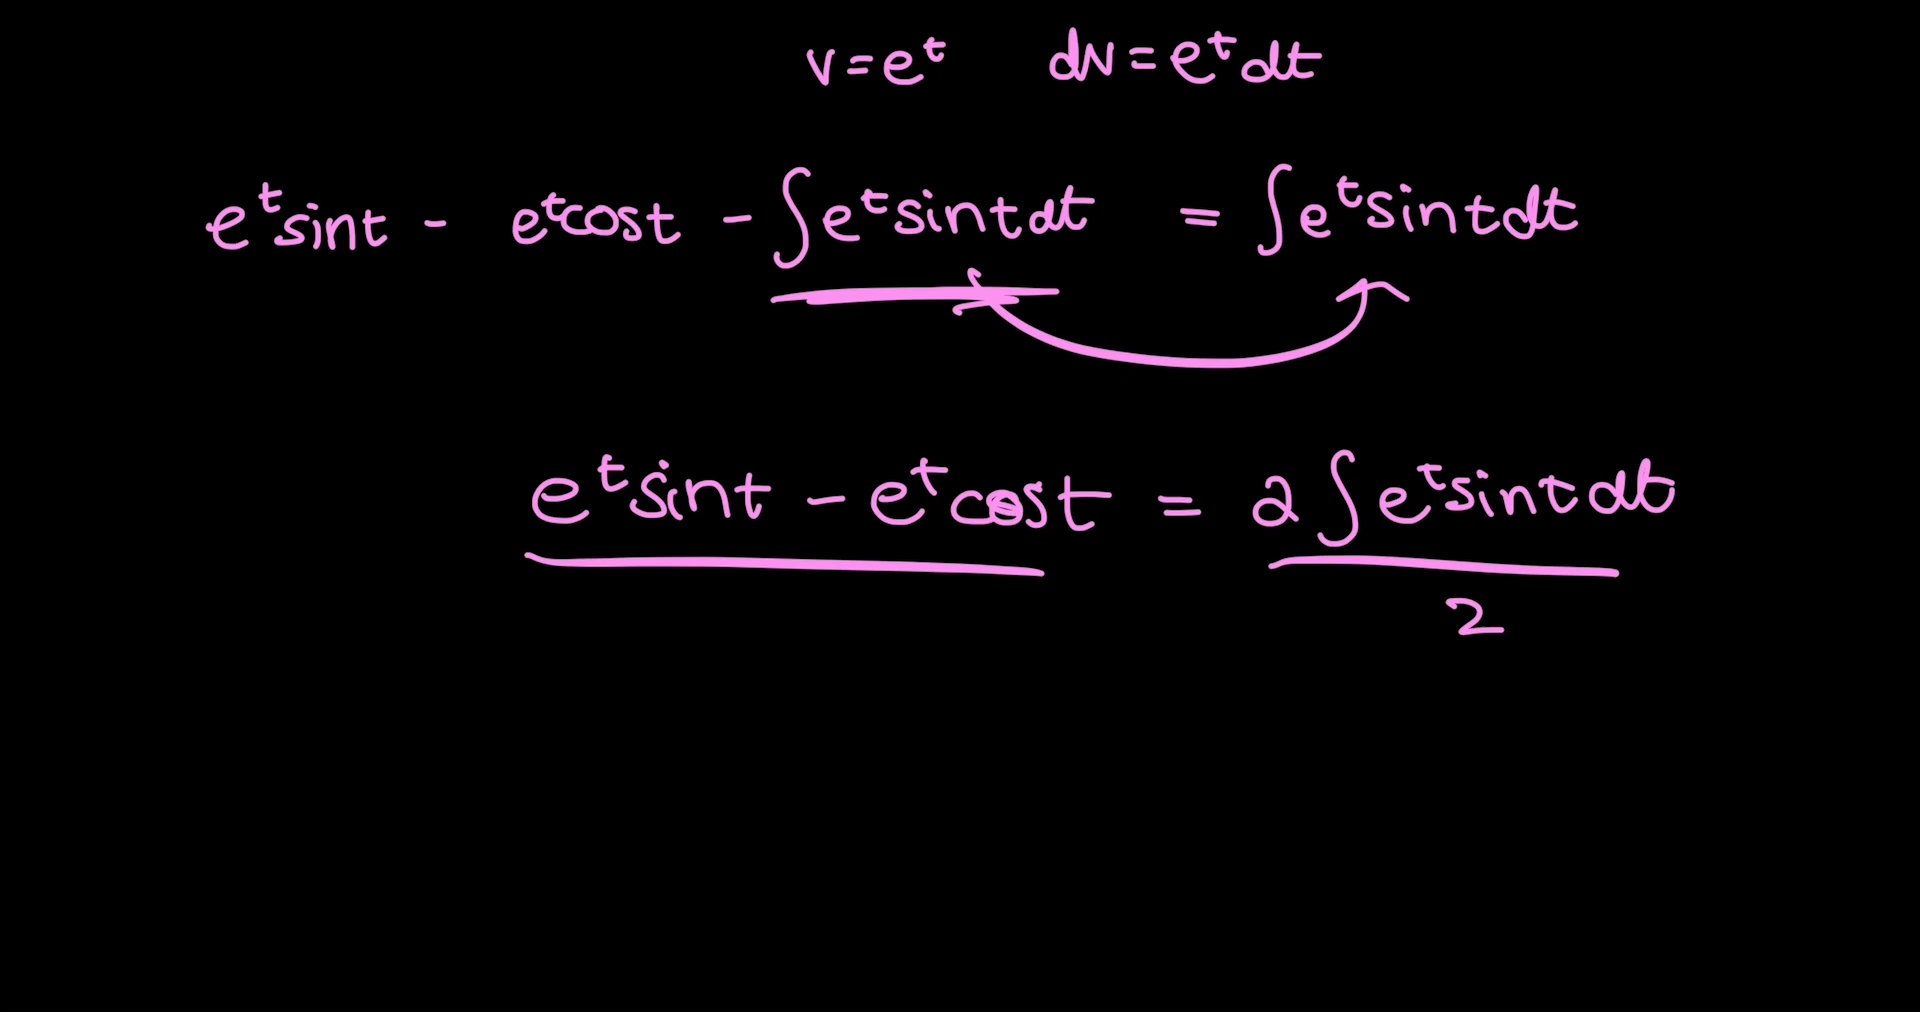 v = e^t dv = e^t dt
e^t sint - e^t cost - ∫ e^t sint dt = ∫ e^t sint dt
e^t sint - e^t cost = 2 ∫ e^t sint dt
2